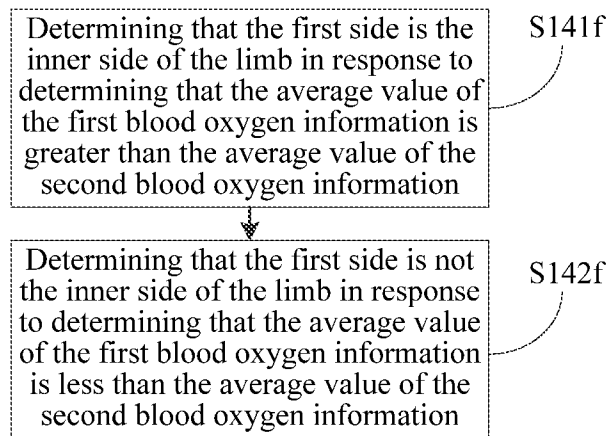 Determining that the first side is the
inner side of the limb in response to
determining that the average value of
the first blood oxygen information is
greater than the average value of the
second blood oxygen information
S141f
Determining that the first side is not
the inner side of the limb in response
to determining that the average value
of the first blood oxygen information
is less than the average value of the
second blood oxygen information
S142f